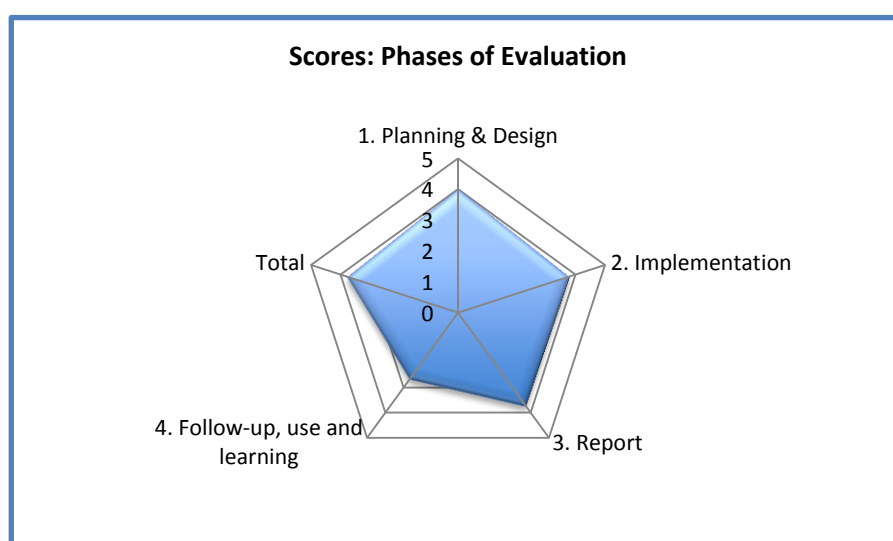 Scores: Phases of Evaluation
1. Planning & Design
5
4
3
2
1
0
Total
2. Implementation
4. Follow-up, use and
learning
3. Report